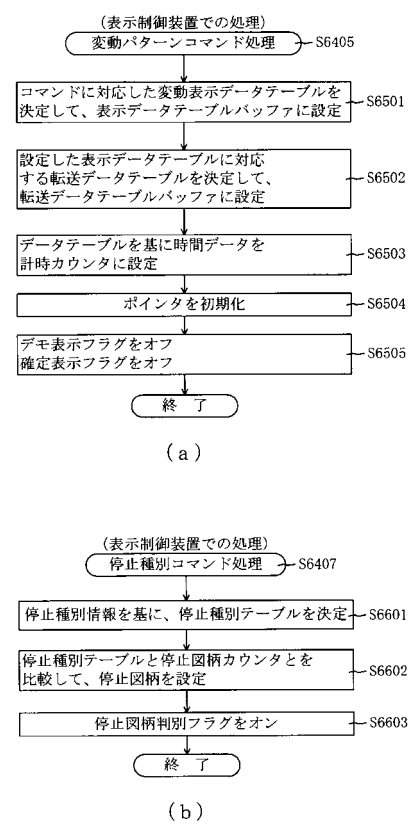 (表示制御装置での処理)
変動パターンコマンド処理
S6405
コマンドに対応した変動表示データテーブルを
決定して、表示データテーブルバッファに設定
S6501
設定した表示データテーブルに対応
する転送データテーブルを決定して、
転送データテーブルバッファに設定
S6502
データテーブルを基に時間データを
計時カウンタに設定
S6503
ポインタを初期化
S6504
デモ表示フラグをオフ
確定表示フラグをオフ
S6505
終 了
(a)
(表示制御装置での処理)
停止種別コマンド処理
S6407
停止種別情報を基に、停止種別テーブルを決定
S6601
停止種別テーブルと停止図柄カウンタとを
比較して、停止図柄を設定
S6602
停止図柄判別フラグをオン
S6603
終 了
(b)